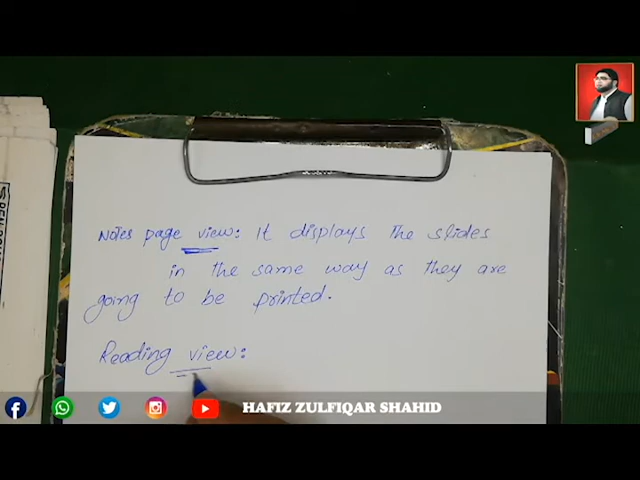 Notes page view: It displays the slides
in the same way as they are
going to be printed.
Reading view:
HAFIZ ZULFIQAR SHAHID